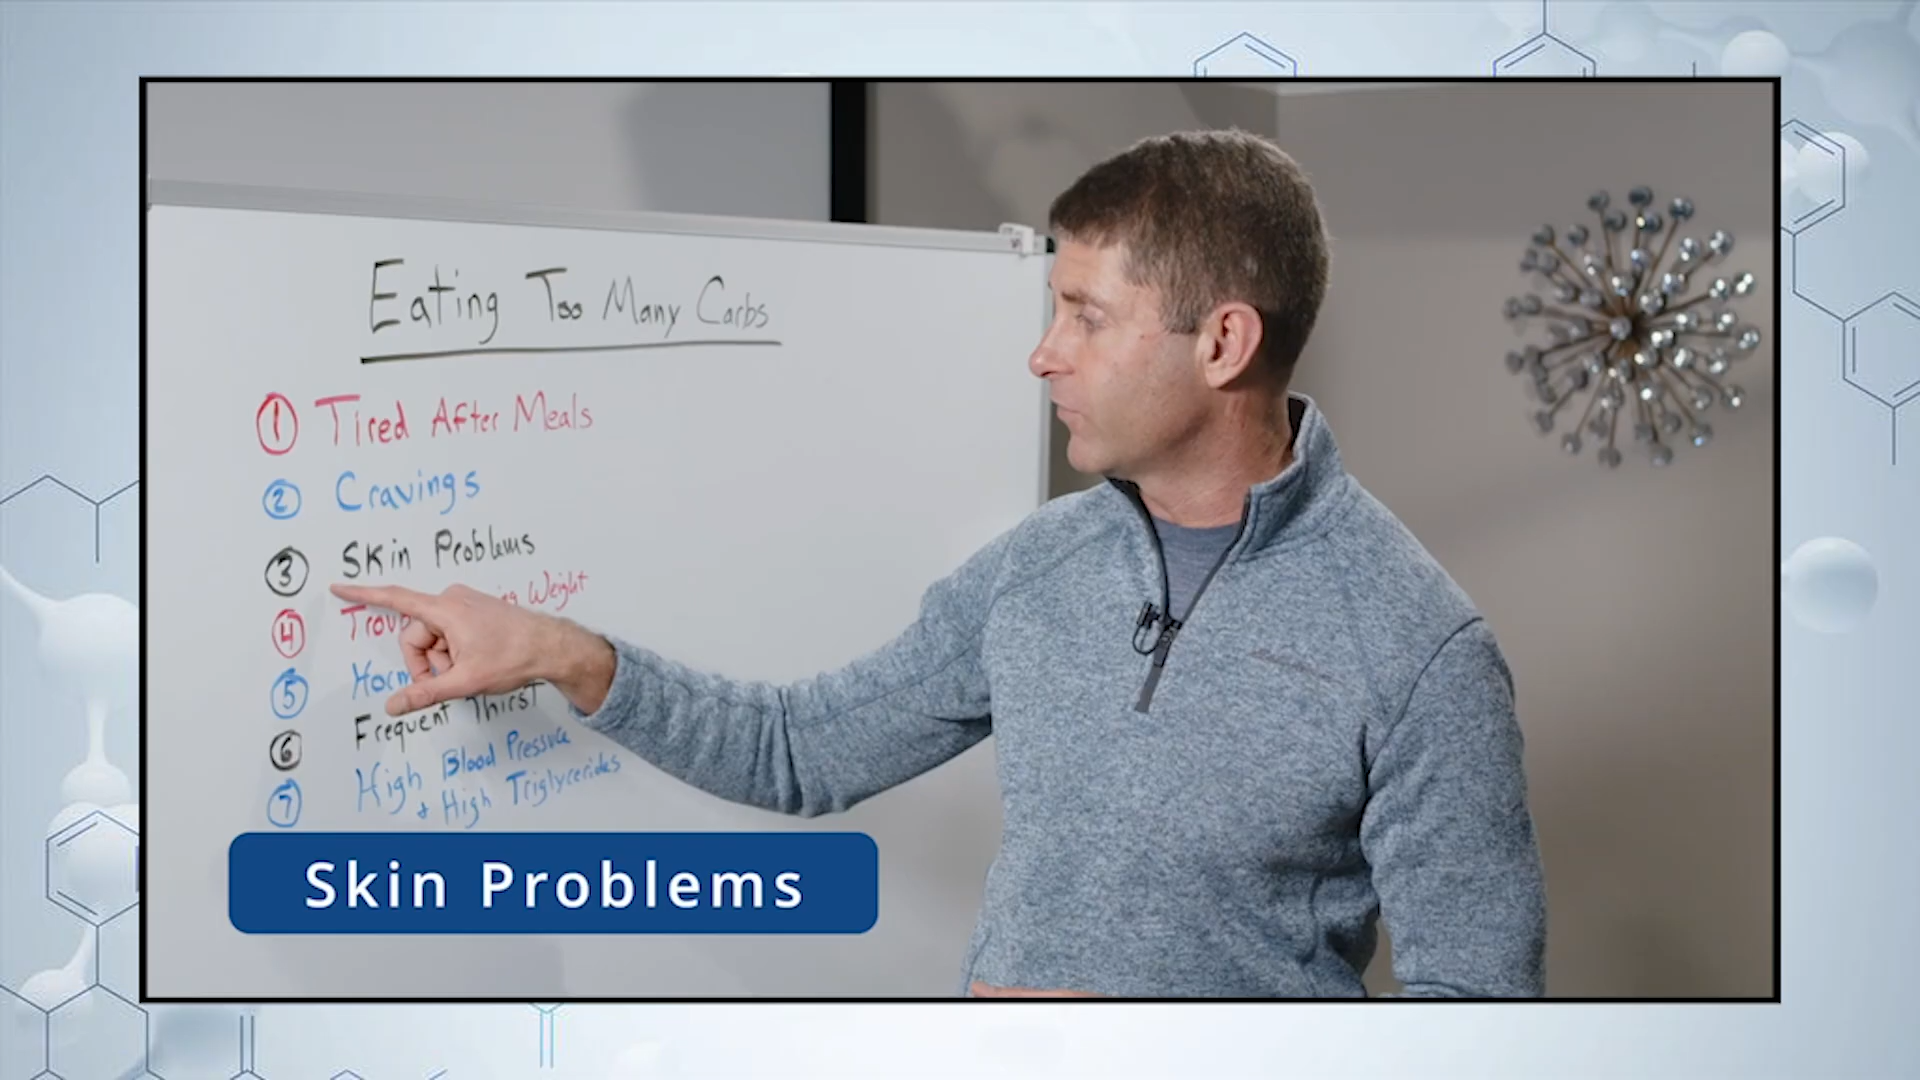 Eating Too Many Carbs
1 Tired After Meals
2 Cravings
3 Skin Problems
4 Weight
5
6 Frequent Thirst
7 High Blood Pressure
+ High Triglycerides
Skin Problems